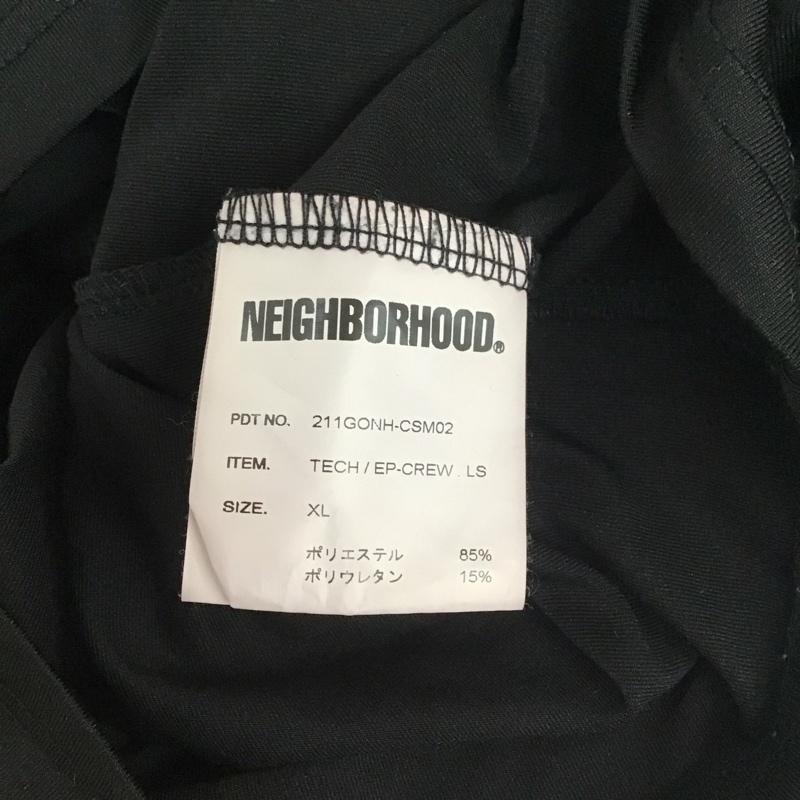 NEIGHBORHOOD®
PDT NO. 211GONH-CSM02
ITEM. TECH / EP-CREW . LS
SIZE. XL
ポリエステル 85%
ポリウレタン 15%